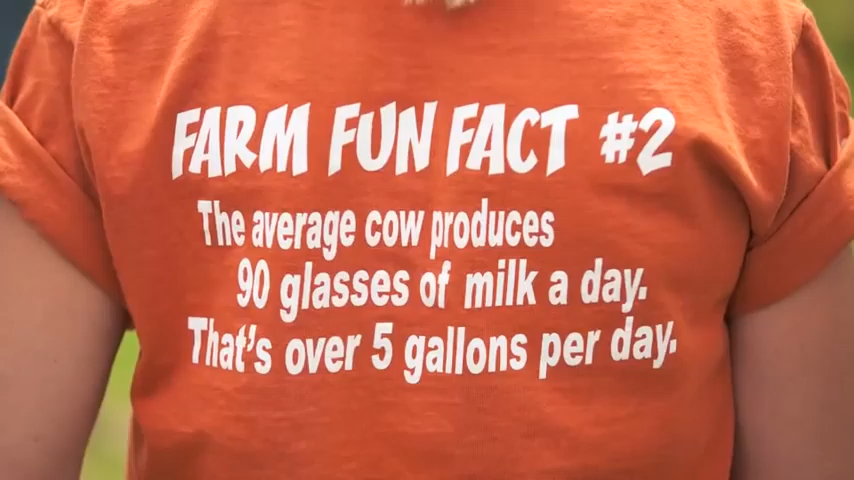 FARM FUN FACT #2
The average cow produces
90 glasses of milk a day.
That's over 5 gallons per day.